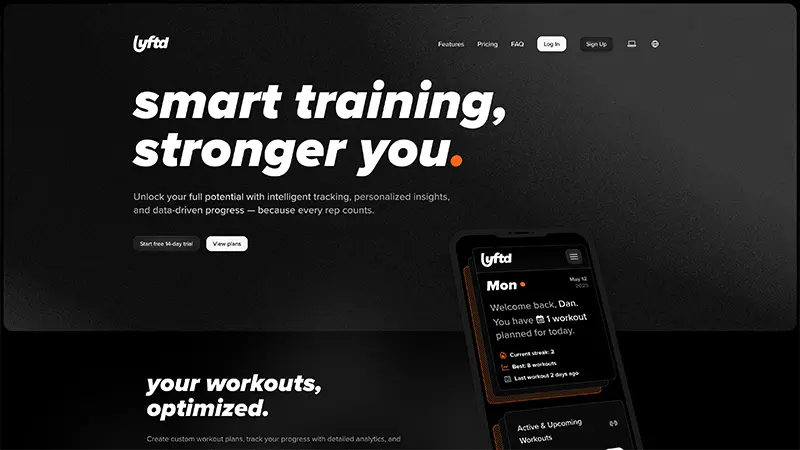 lyftd
Features
Pricing
FAQ
Log In
Sign Up
smart training,
stronger you.
Unlock your full potential with intelligent tracking, personalized insights,
and data-driven progress — because every rep counts.
Start free 14-day trial
View plans
lyftd
Mon
May 12
2025
Welcome back, Dan.
You have 1 workout
planned for today.
Current streak: 2
Best: 8 workouts
Last workout 2 days ago
Active & Upcoming
Workouts
your workouts,
optimized.
Create custom workout plans, track your progress with detailed analytics, and